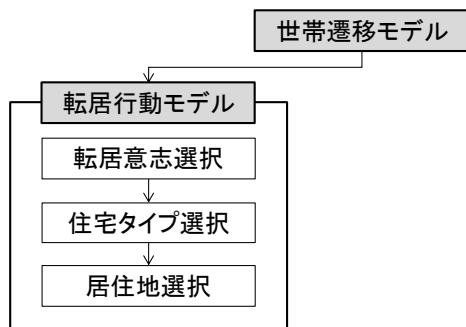 世帯遷移モデル
転居行動モデル
転居意志選択
住宅タイプ選択
居住地選択